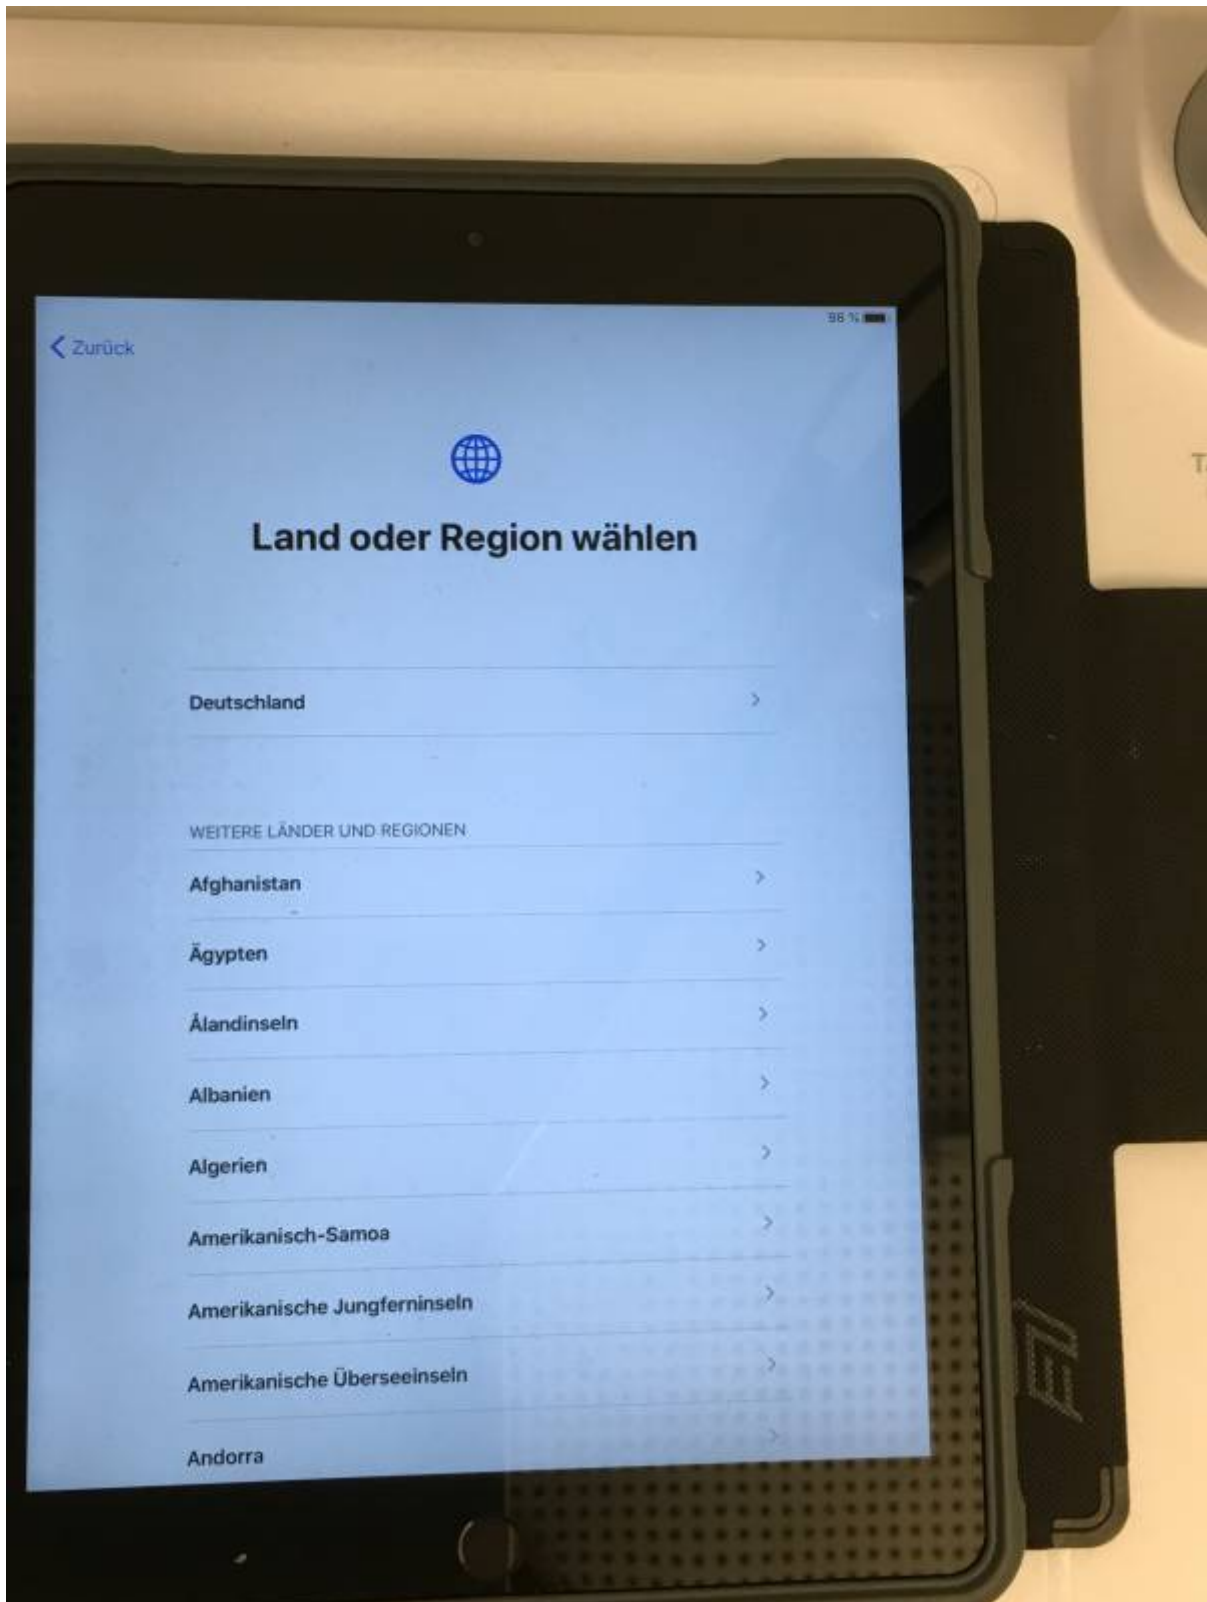 96 %
Zurück
Land oder Region wählen
Deutschland
WEITERE LÄNDER UND REGIONEN
Afghanistan
Ägypten
Ålandinseln
Albanien
Algerien
Amerikanisch-Samoa
Amerikanische Jungferninseln
Amerikanische Überseeinseln
Andorra